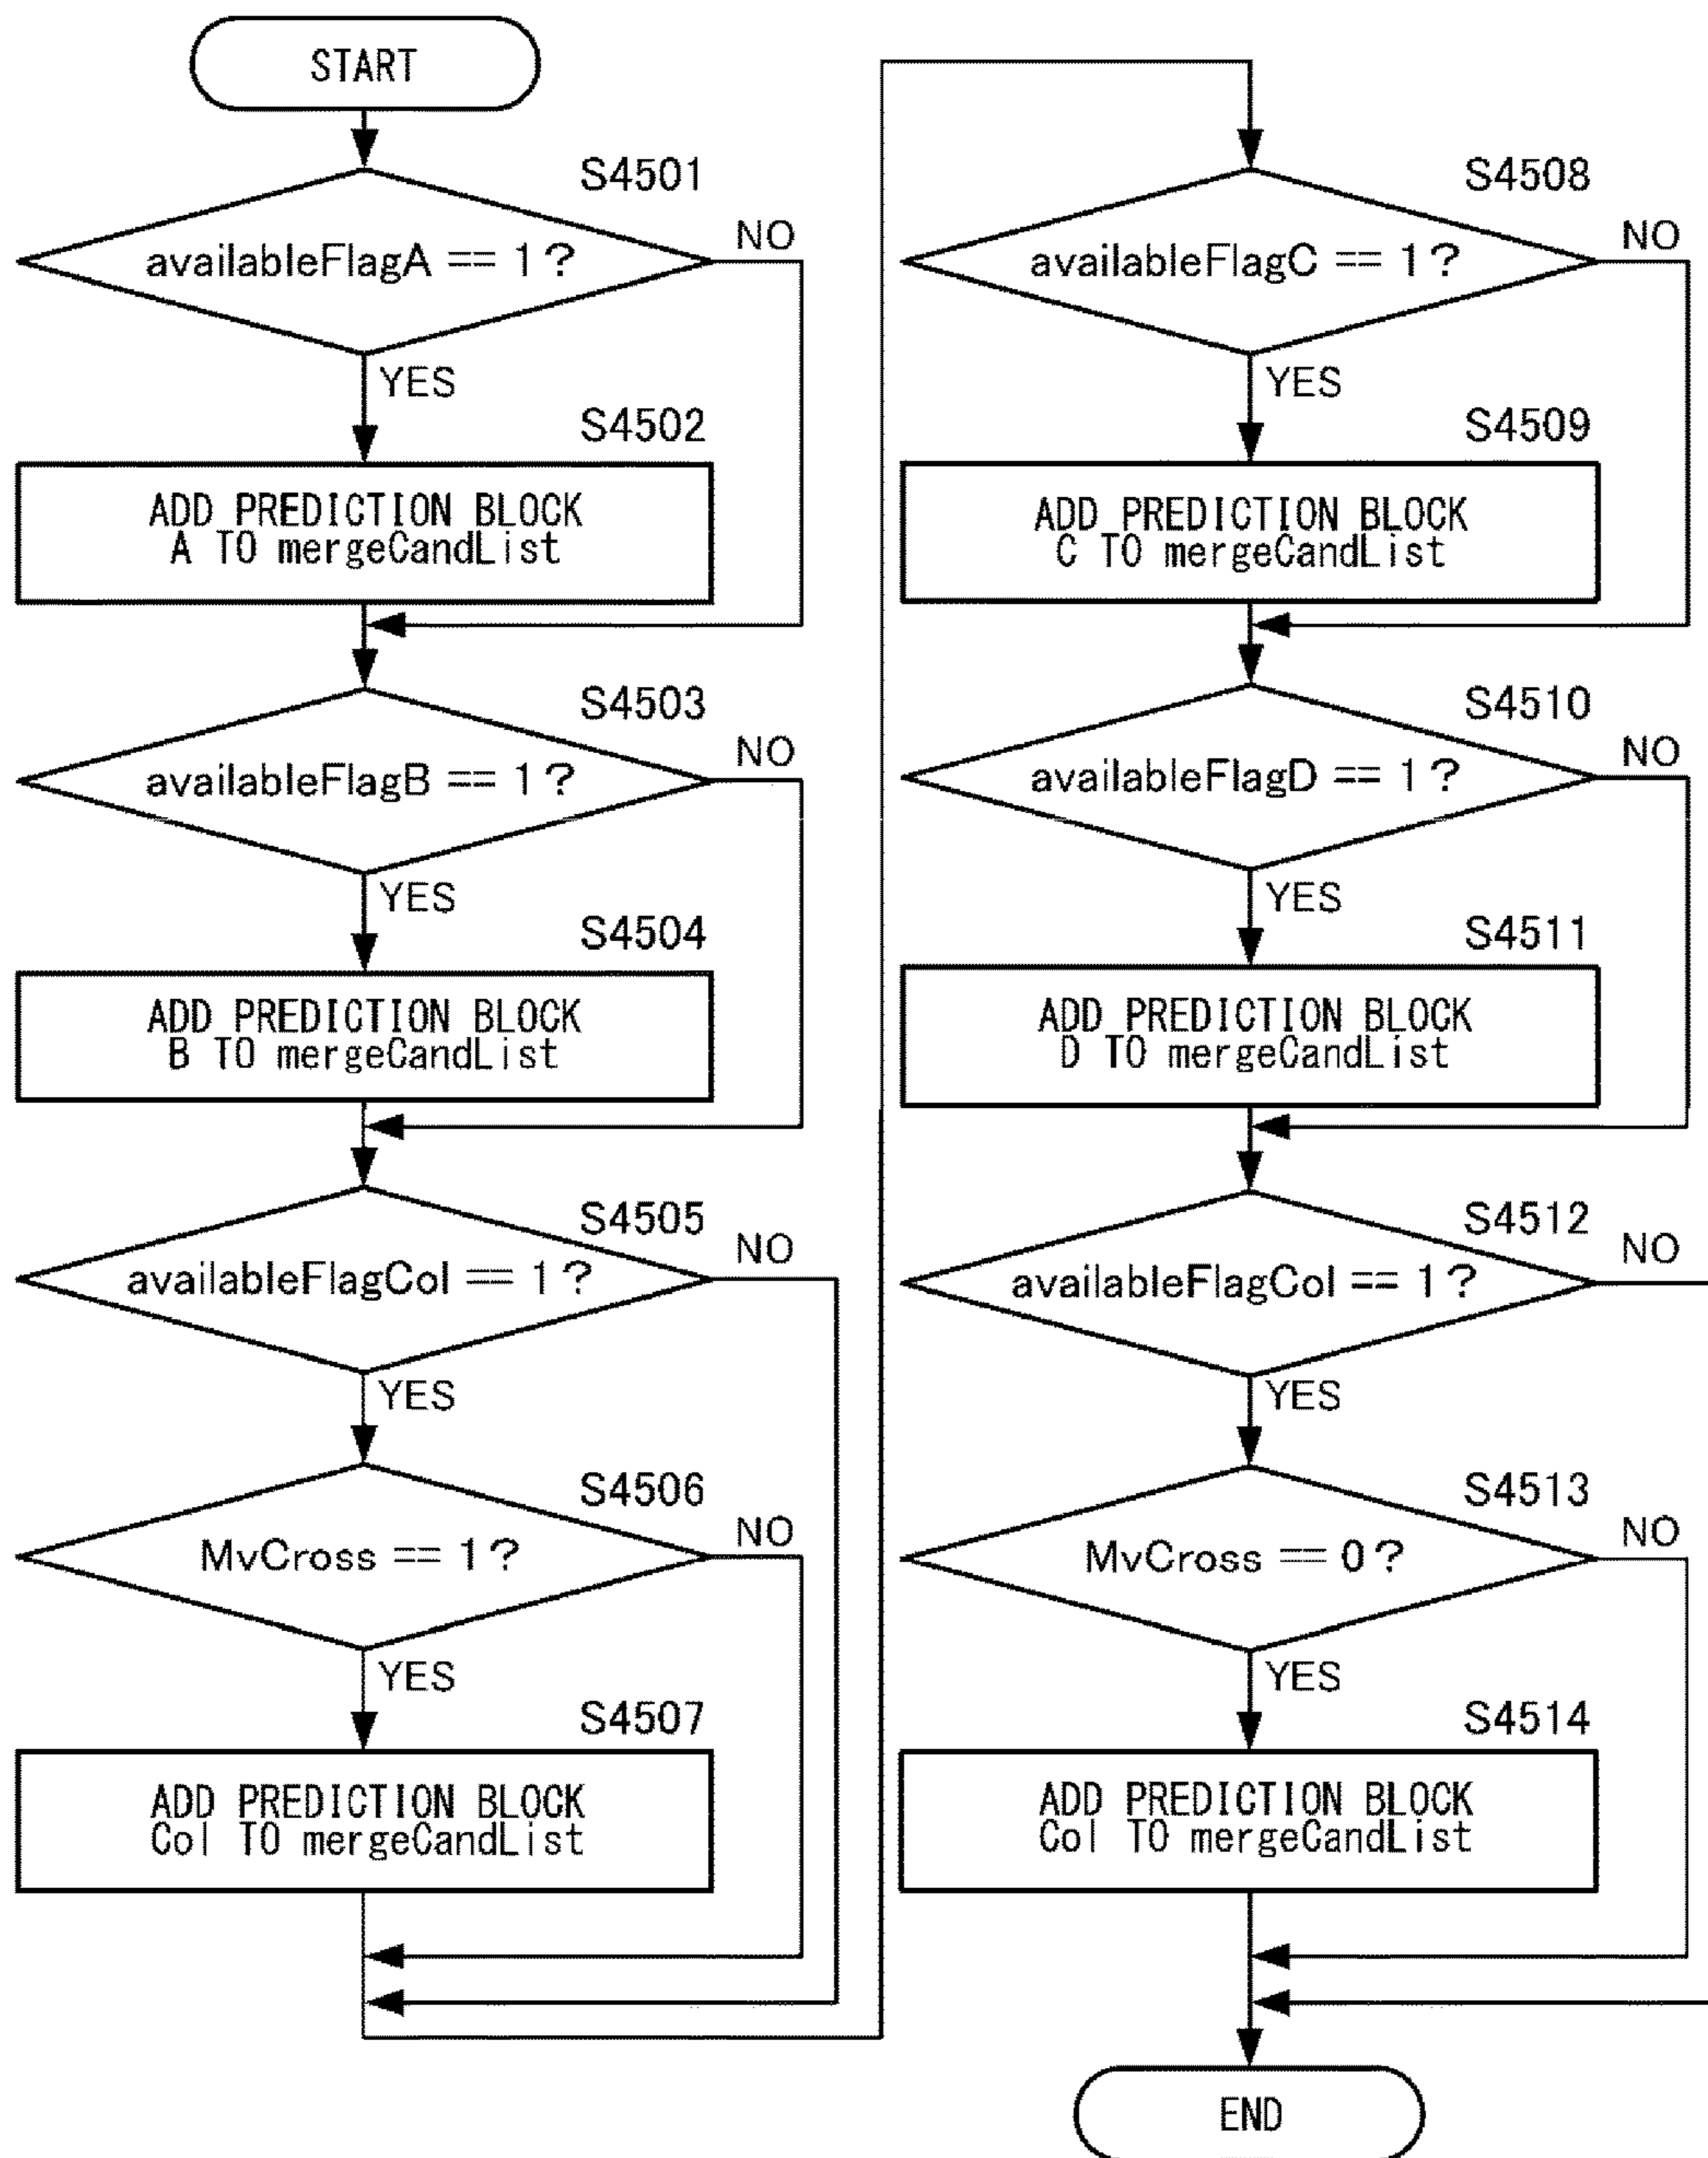 START
S4501
availableFlagA == 1?
NO
YES
S4502
ADD PREDICTION BLOCK
A TO mergeCandList
S4503
availableFlagB == 1?
NO
YES
S4504
ADD PREDICTION BLOCK
B TO mergeCandList
S4505
availableFlagCol == 1?
NO
YES
S4506
MvCross == 1?
NO
YES
S4507
ADD PREDICTION BLOCK
Col TO mergeCandList
S4508
availableFlagC == 1?
NO
YES
S4509
ADD PREDICTION BLOCK
C TO mergeCandList
S4510
availableFlagD == 1?
NO
YES
S4511
ADD PREDICTION BLOCK
D TO mergeCandList
S4512
availableFlagCol == 1?
NO
YES
S4513
MvCross == 0?
NO
YES
S4514
ADD PREDICTION BLOCK
Col TO mergeCandList
END